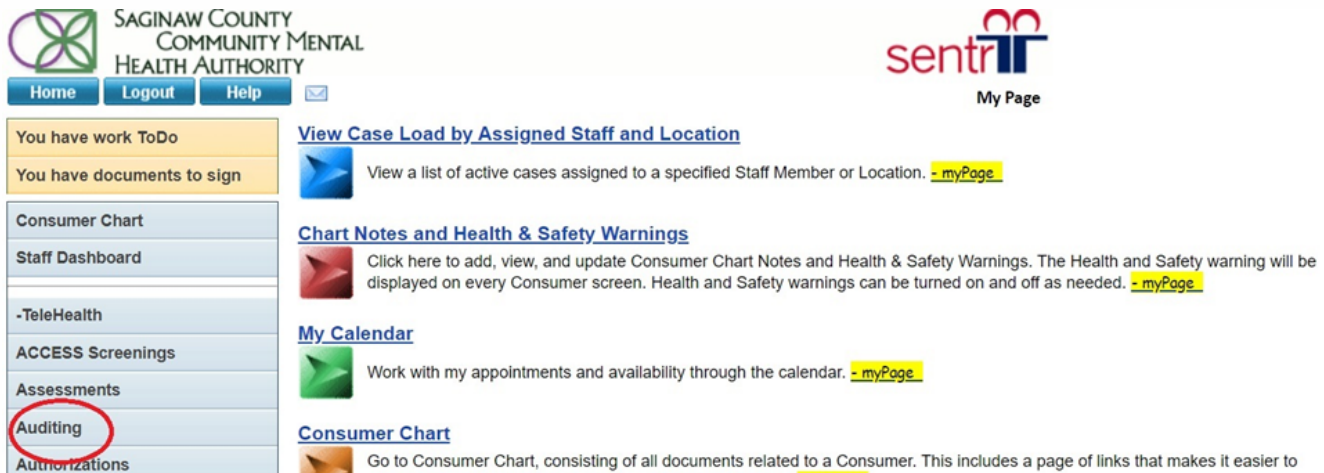 SAGINAW COUNTY
COMMUNITY MENTAL
HEALTH AUTHORITY
sentri
Home Logout Help
My Page
You have work ToDo
You have documents to sign
Consumer Chart
Staff Dashboard
-TeleHealth
ACCESS Screenings
Assessments
Auditing
Authorizations
View Case Load by Assigned Staff and Location
View a list of active cases assigned to a specified Staff Member or Location. - myPage
Chart Notes and Health & Safety Warnings
Click here to add, view, and update Consumer Chart Notes and Health & Safety Warnings. The Health and Safety warning will be
displayed on every Consumer screen. Health and Safety warnings can be turned on and off as needed. - myPage
My Calendar
Work with my appointments and availability through the calendar. - myPage
Consumer Chart
Go to Consumer Chart, consisting of all documents related to a Consumer. This includes a page of links that makes it easier to